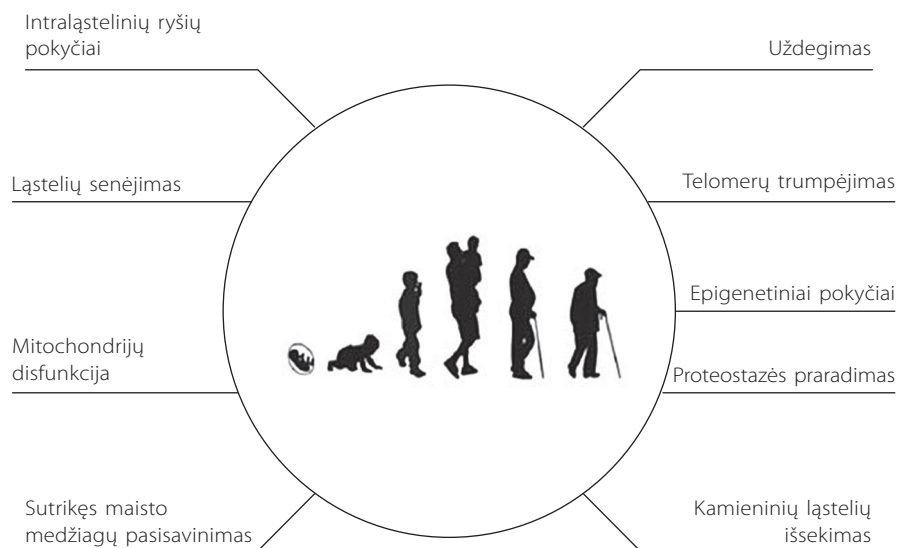 Intraląstelinių ryšių
pokyčiai
Uždegimas
Ląstelių senėjimas
Telomerų trumpėjimas
Epigenetiniai pokyčiai
Mitochondrijų
disfunkcija
Proteostazės praradimas
Sutrikęs maisto
medžiagų pasisavinimas
Kamieninių ląstelių
išsekimas